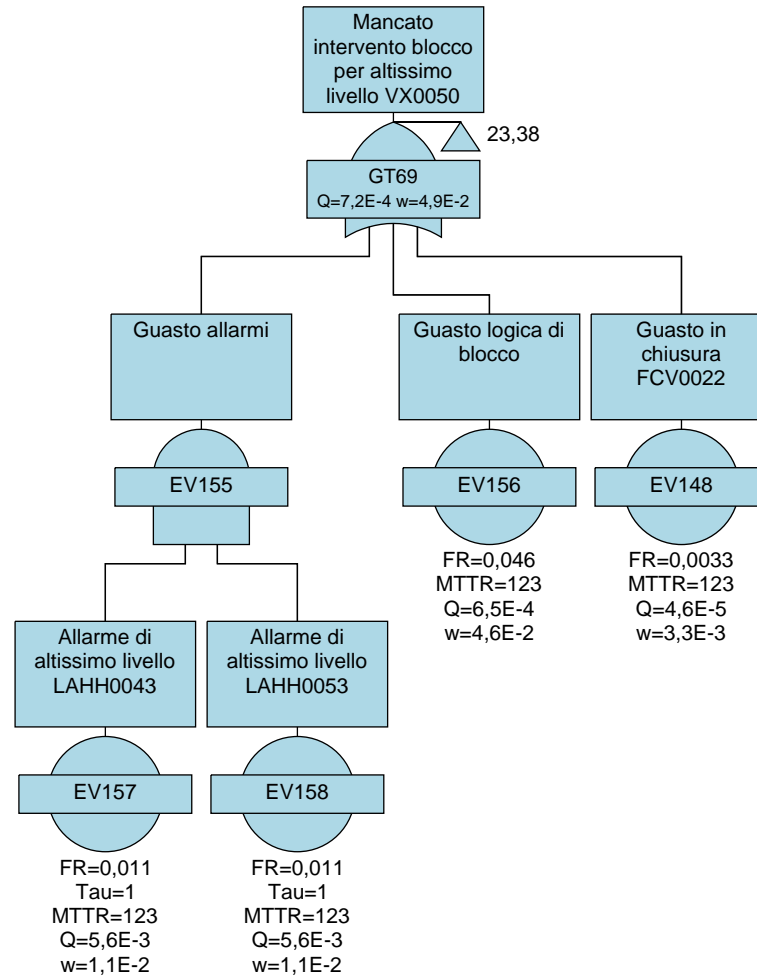 Mancato
intervento blocco
per altissimo
livello VX0050
23,38
GT69
Q=7,2E-4 w=4,9E-2
Guasto allarmi
Guasto logica di
blocco
Guasto in
chiusura
FCV0022
EV155
EV156
EV148
FR=0,046
MTTR=123
Q=6,5E-4
w=4,6E-2
FR=0,0033
MTTR=123
Q=4,6E-5
w=3,3E-3
Allarme di
altissimo livello
LAHH0043
Allarme di
altissimo livello
LAHH0053
EV157
EV158
FR=0,011
Tau=1
MTTR=123
Q=5,6E-3
w=1,1E-2
FR=0,011
Tau=1
MTTR=123
Q=5,6E-3
w=1,1E-2